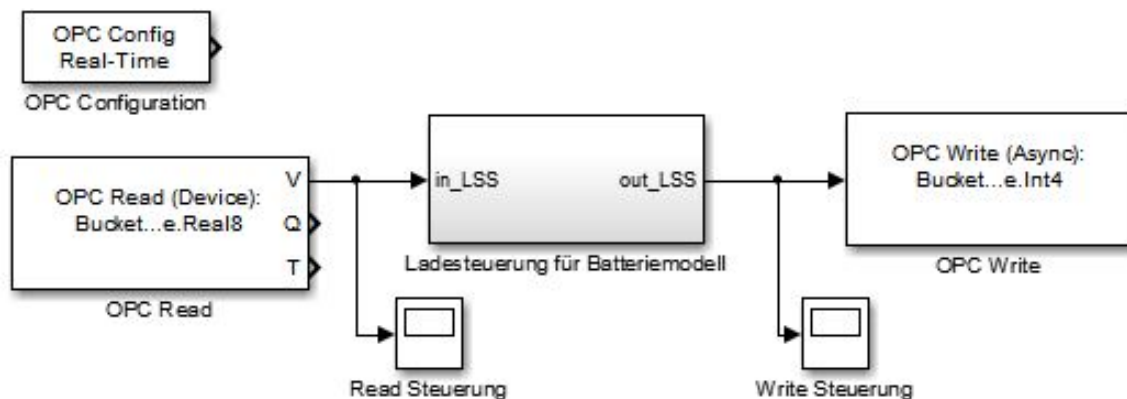 OPC Config
Real-Time
OPC Configuration
OPC Read (Device):
Bucket...e.Real8
V
Q
T
OPC Read
in_LSS
out_LSS
Ladesteuerung für Batteriemodell
OPC Write (Async):
Bucket...e.Int4
OPC Write
Read Steuerung
Write Steuerung